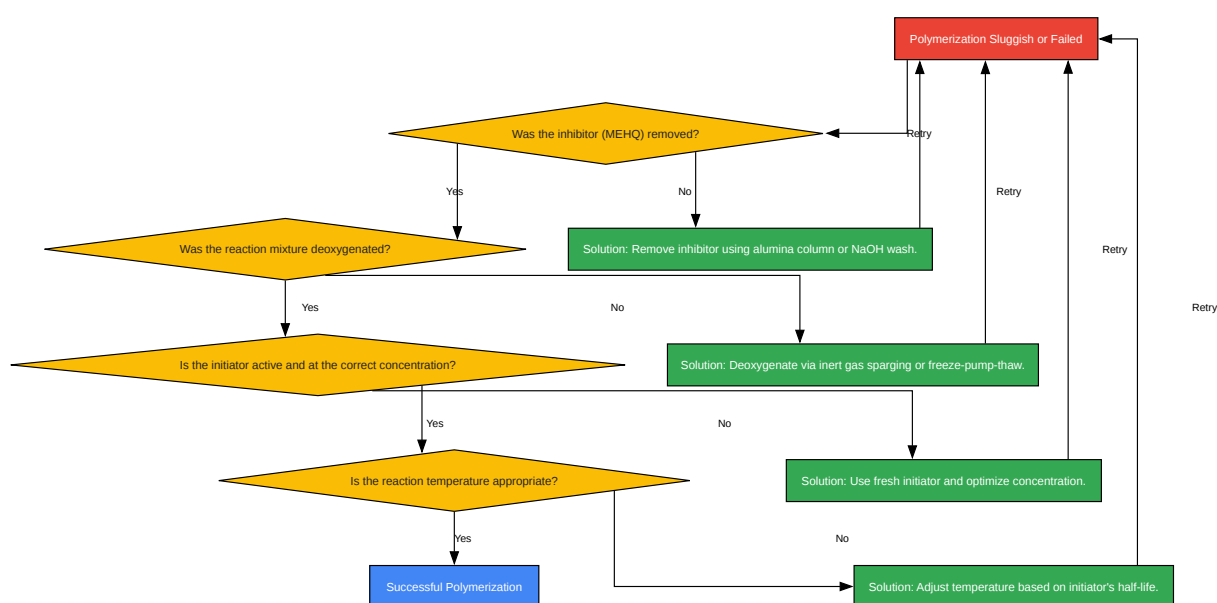 Polymerization Sluggish or Failed
Was the inhibitor (MEHQ) removed?
Retry
Yes
No
Retry
Was the reaction mixture deoxygenated?
Solution: Remove inhibitor using alumina column or NaOH wash.
Retry
Yes
No
Retry
Is the initiator active and at the correct concentration?
Solution: Deoxygenate via inert gas sparging or freeze-pump-thaw.
Yes
No
Is the reaction temperature appropriate?
Solution: Use fresh initiator and optimize concentration.
Yes
No
Successful Polymerization
Solution: Adjust temperature based on initiator's half-life.